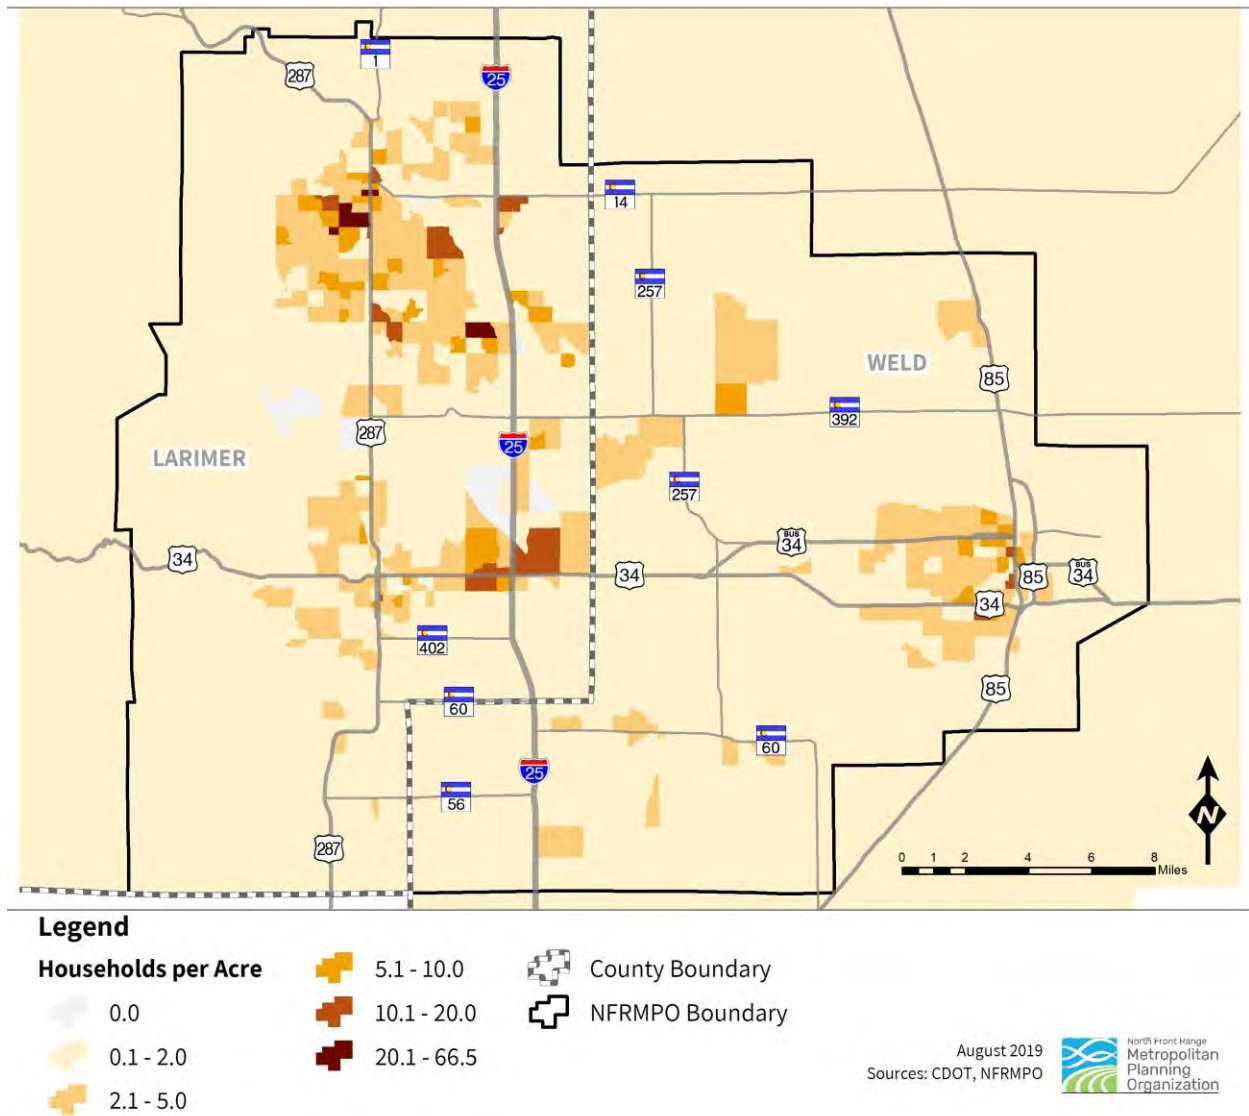 1
287
25
14
257
WELD
85
392
287
25
LARIMER
257
BUS
34
34
34
85
BUS
34
34
402
85
60
60
25
56
N
287
0 1 2 4 6 8
Miles
Legend
Households per Acre
0.0
0.1 - 2.0
2.1 - 5.0
5.1 - 10.0
10.1 - 20.0
20.1 - 66.5
County Boundary
NFRMPO Boundary
August 2019
Sources: CDOT, NFRMPO
North Front Range
Metropolitan
Planning
Organization